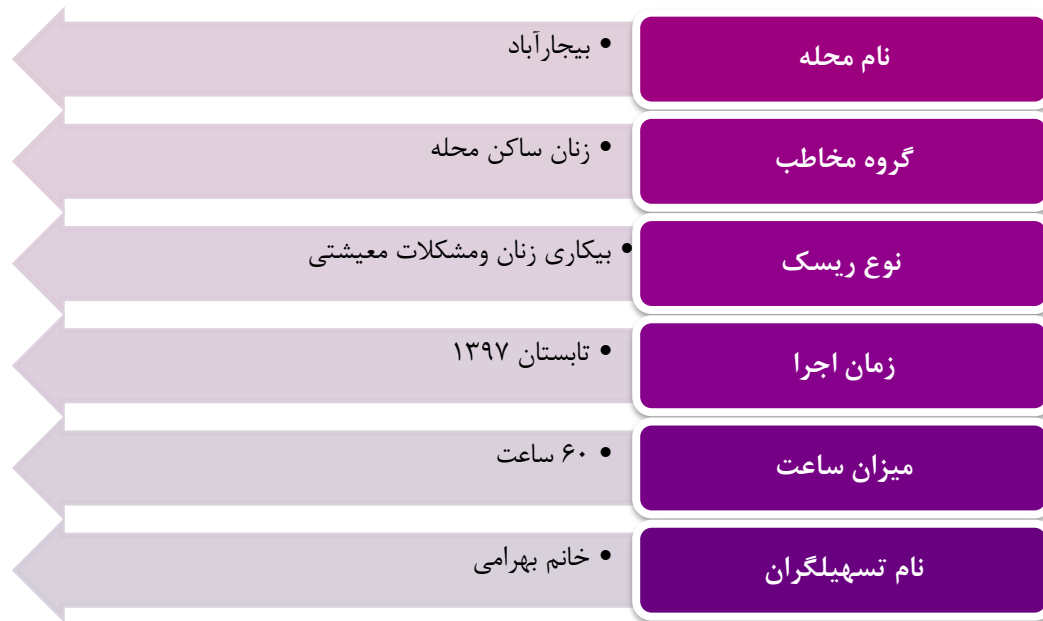 نام محله
• بیجارآباد
گروه مخاطب
• زنان ساکن محله
نوع ریسک
• بیکاری زنان ومشکلات معیشتی
زمان اجرا
• تابستان ۱۳۹۷
میزان ساعت
• ۶۰ ساعت
نام تسهیلگران
• خانم بهرامی